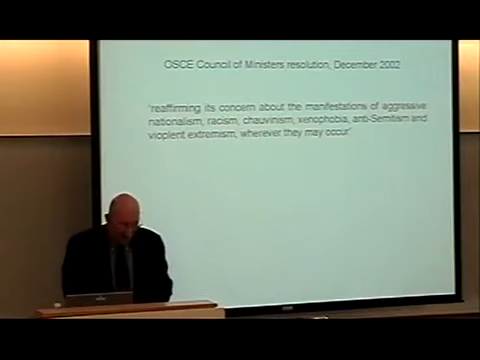 OSCE Council of Ministers resolution, December 2002
'reaffirming its concern about the manifestations of aggressive
nationalism, racism, chauvinism, xenophobia, anti-Semitism and
vioplent extremism, wherever they may occur'